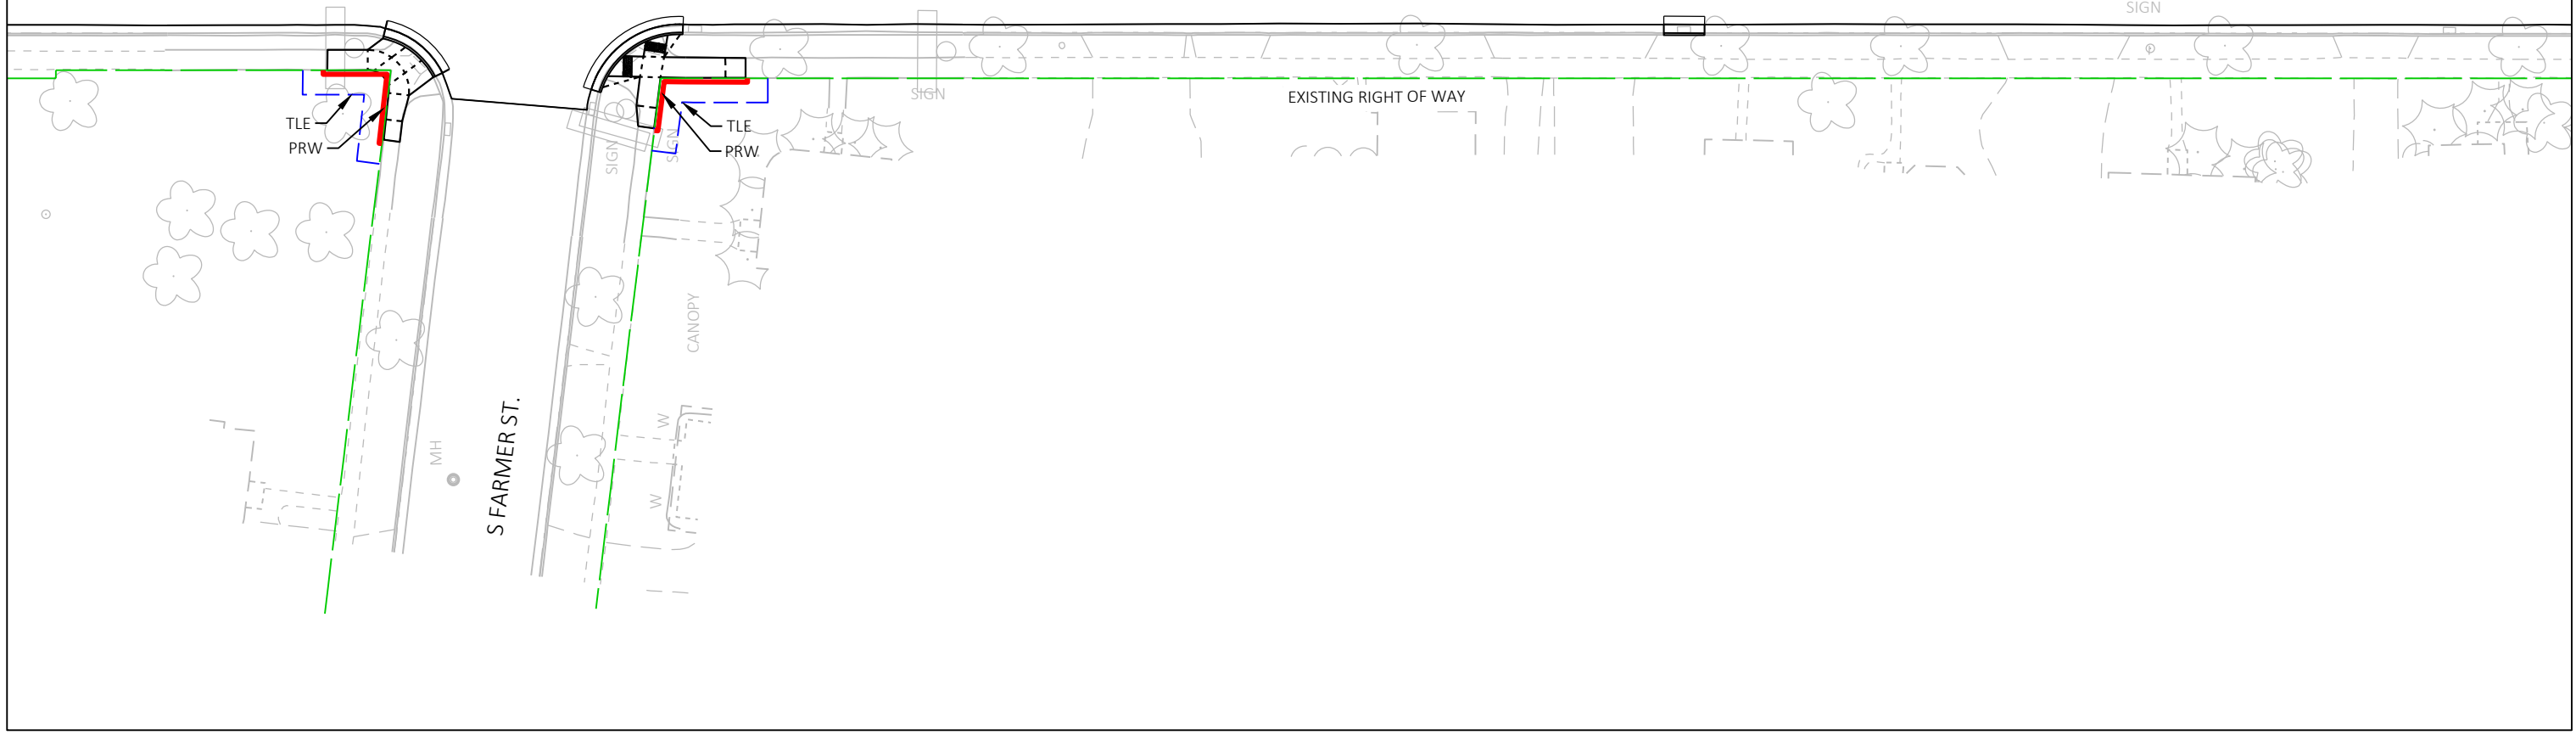 SIGN
SIGN
EXISTING RIGHT OF WAY
TLE
PRW
TLE
PRW
SIGN
SIGN
CANOPY
S FARMER ST.
MH
W
W